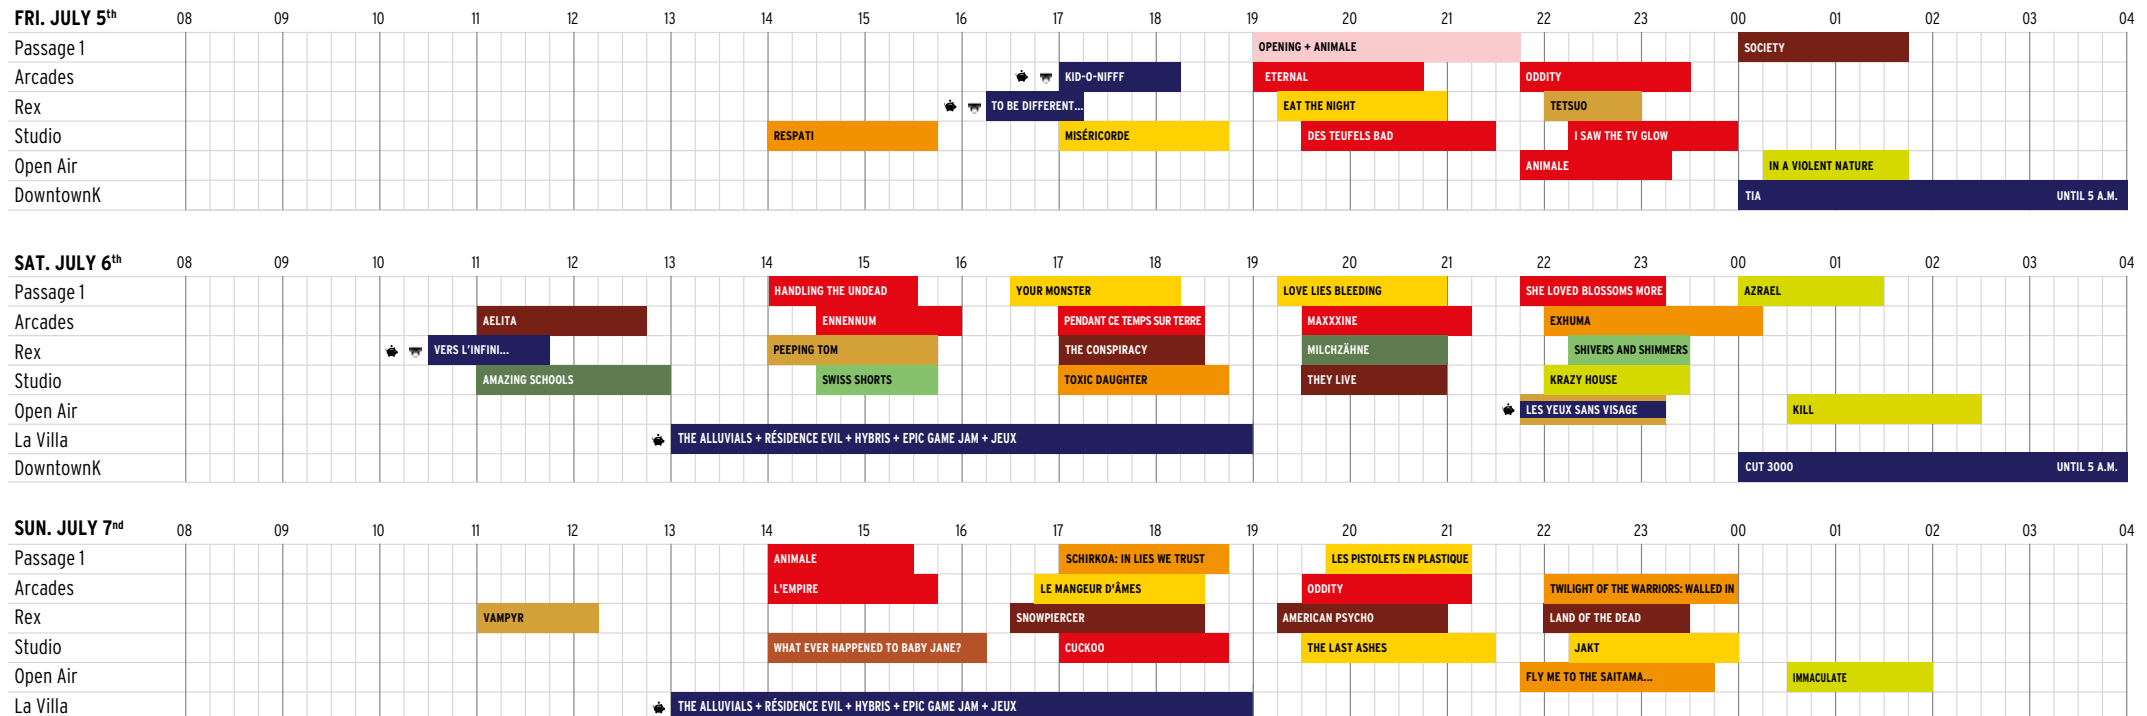 FRI. JULY 5th 08 09 10 11 12 13 14 15 16 17 18 19 20 21 22 23 00 01 02 03 04
Passage 1 OPENING + ANIMALE SOCIETY
Arcades KID-O-NIFFF ETERNAL ODDITY
Rex TO BE DIFFERENT... EAT THE NIGHT TETSUO
Studio RESPATI MISÉRICORDE DES TEUFELS BAD I SAW THE TV GLOW
Open Air ANIMALE IN A VIOLENT NATURE
DowntownK TIA UNTIL 5 A.M.
SAT. JULY 6th 08 09 10 11 12 13 14 15 16 17 18 19 20 21 22 23 00 01 02 03 04
Passage 1 HANDLING THE UNDEAD YOUR MONSTER LOVE LIES BLEEDING SHE LOVED BLOSSOMS MORE AZRAEL
Arcades AELITA ENNENNUM PENDANT CE TEMPS SUR TERRE MAXXXINE EXHUMA
Rex VERS L'INFINI... PEEPING TOM THE CONSPIRACY MILCHZÄHNE SHIVERS AND SHIMMERS
Studio AMAZING SCHOOLS SWISS SHORTS TOXIC DAUGHTER THEY LIVE KRAZY HOUSE
Open Air LES YEUX SANS VISAGE KILL
La Villa THE ALLUVIALS + RÉSIDENCE EVIL + HYBRIS + EPIC GAME JAM + JEUX
DowntownK CUT 3000 UNTIL 5 A.M.
SUN. JULY 7nd 08 09 10 11 12 13 14 15 16 17 18 19 20 21 22 23 00 01 02 03 04
Passage 1 ANIMALE SCHIRKOA: IN LIES WE TRUST LES PISTOLETS EN PLASTIQUE
Arcades L'EMPIRE LE MANGEUR D'ÂMES ODDITY TWILIGHT OF THE WARRIORS: WALLED IN
Rex VAMPYR SNOWPIERCER AMERICAN PSYCHO LAND OF THE DEAD
Studio WHAT EVER HAPPENED TO BABY JANE? CUCKOO THE LAST ASHES JAKT
Open Air FLY ME TO THE SAITAMA... IMMACULATE
La Villa THE ALLUVIALS + RÉSIDENCE EVIL + HYBRIS + EPIC GAME JAM + JEUX